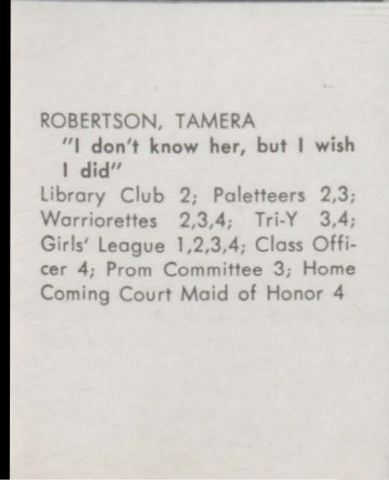 ROBERTSON, TAMERA
"I don't know her, but I wish
I did"
Library Club 2; Paletteers 2,3;
Warriorettes 2,3,4; Tri-Y 3,4;
Girls' League 1,2,3,4; Class Offi-
cer 4; Prom Committee 3; Home
Coming Court Maid of Honor 4